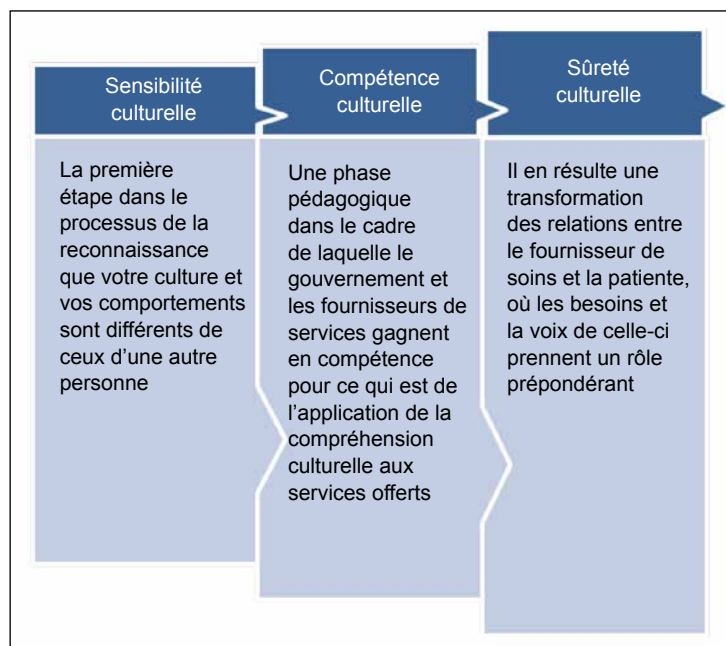 Sensibilité
culturelle
La première
étape dans le
processus de la
reconnaissance
que votre culture et
vos comportements
sont différents de
ceux d’une autre
personne
Compétence
culturelle
Une phase
pédagogique
dans le cadre
de laquelle le
gouvernement et
les fournisseurs de
services gagnent
en compétence
pour ce qui est de
l’application de la
compréhension
culturelle aux
services offerts
Sûreté
culturelle
Il en résulte une
transformation
des relations entre
le fournisseur de
soins et la patiente,
où les besoins et
la voix de celle-ci
prennent un rôle
prépondérant